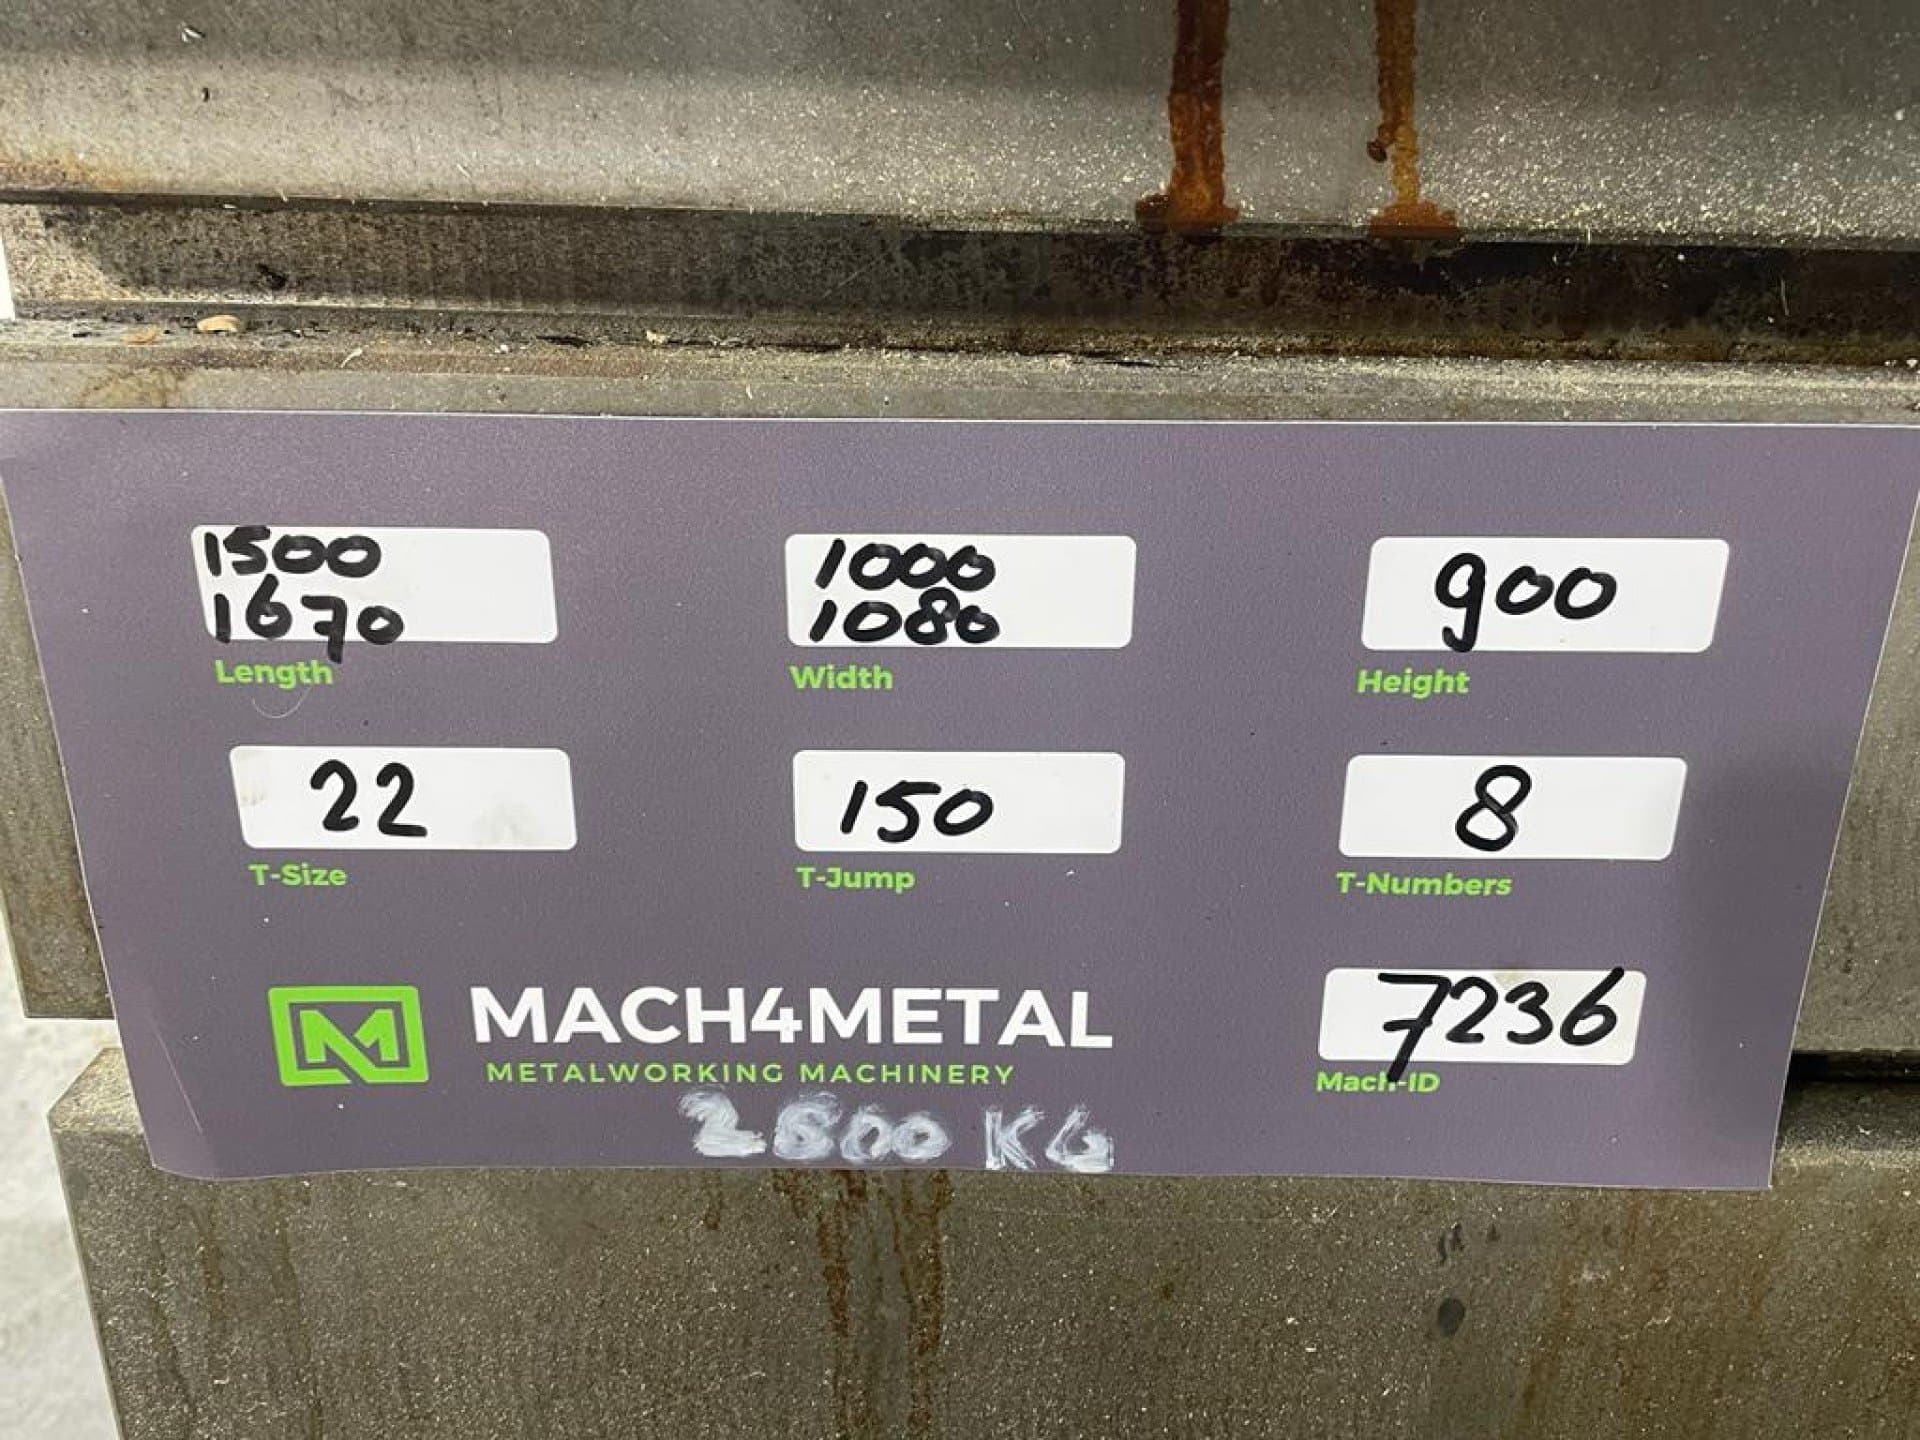 1500 1000 900
1670 1080
Length Width Height
22 150 8
T-Size T-Jump T-Numbers
MACH4METAL 7236
METALWORKING MACHINERY Mach-ID
KG